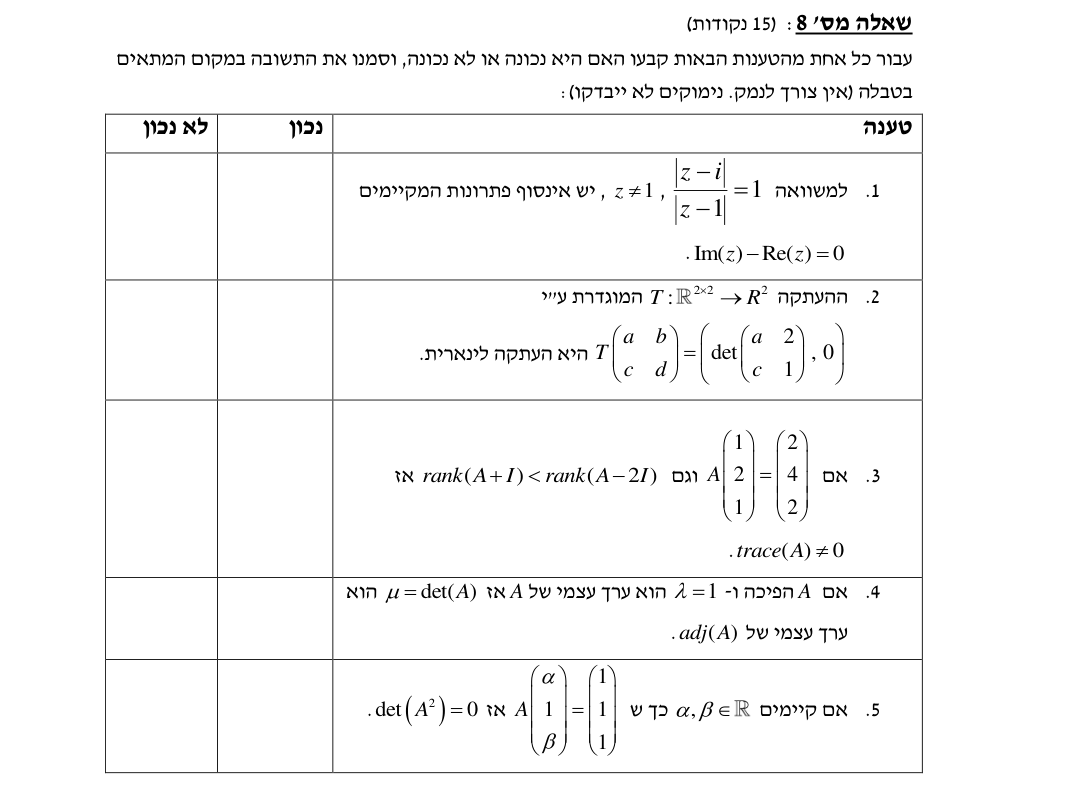 שאלה מס׳ 8 : (15 נקודות)
עבור כל אחת מהטענות הבאות קבעו האם היא נכונה או לא נכונה, וסמנו את התשובה במקום המתאים
בטבלה (אין צורך לנמק. נימוקים לא ייבדקו):
טענה נכון לא נכון
1. למשוואה |z − i| / |z − 1| = 1 , z ≠ 1 , יש אינסוף פתרונות המקיימים
Im(z) − Re(z) = 0 .
2. ההעתקה T : ℝ^{2×2} → R^2 המוגדרת ע״י
T(a b; c d) = (det(a 2; c 1), 0) היא העתקה לינארית.
3. אם A(1; 2; 1) = (2; 4; 2) וגם rank(A + I) < rank(A − 2I) אז
trace(A) ≠ 0 .
4. אם A הפיכה ו- λ = 1 הוא ערך עצמי של A אז μ = det(A) הוא
ערך עצמי של adj(A) .
5. אם קיימים α, β ∈ ℝ כך ש A(α; 1; β) = (1; 1; 1) אז det(A^2) = 0 .